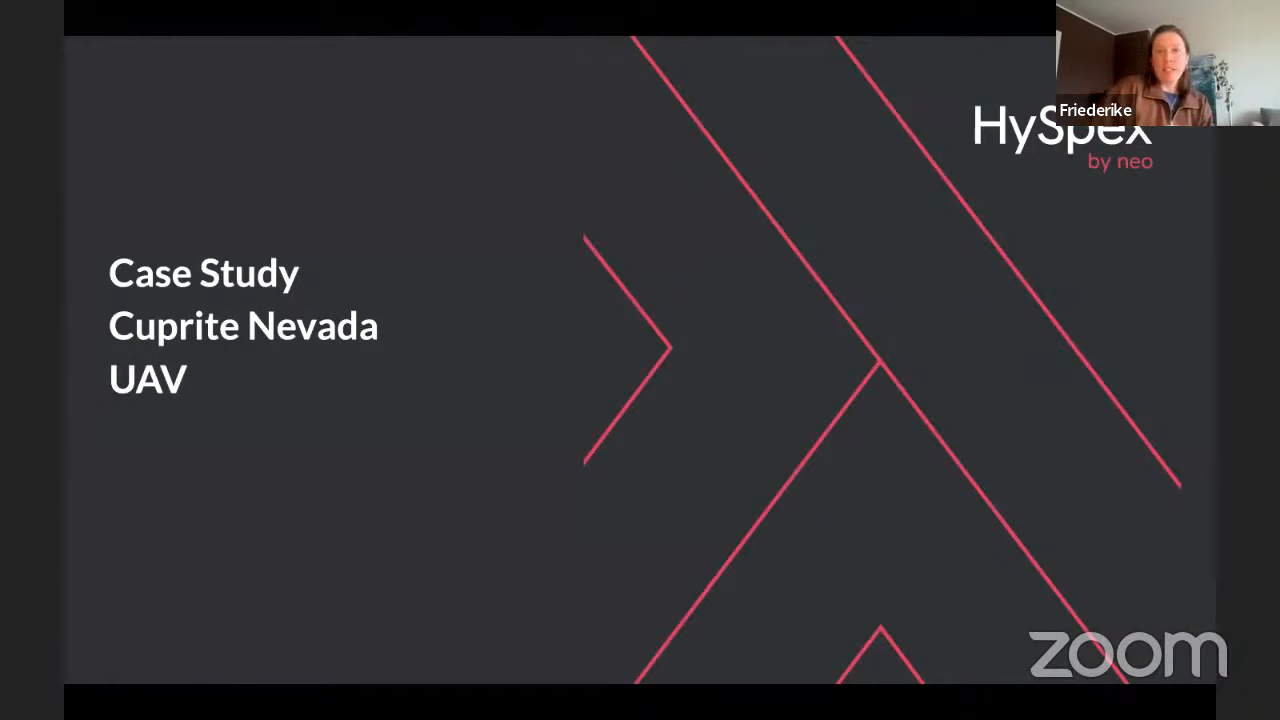 Friederike
HySpex
by neo
Case Study
Cuprite Nevada
UAV
zoom